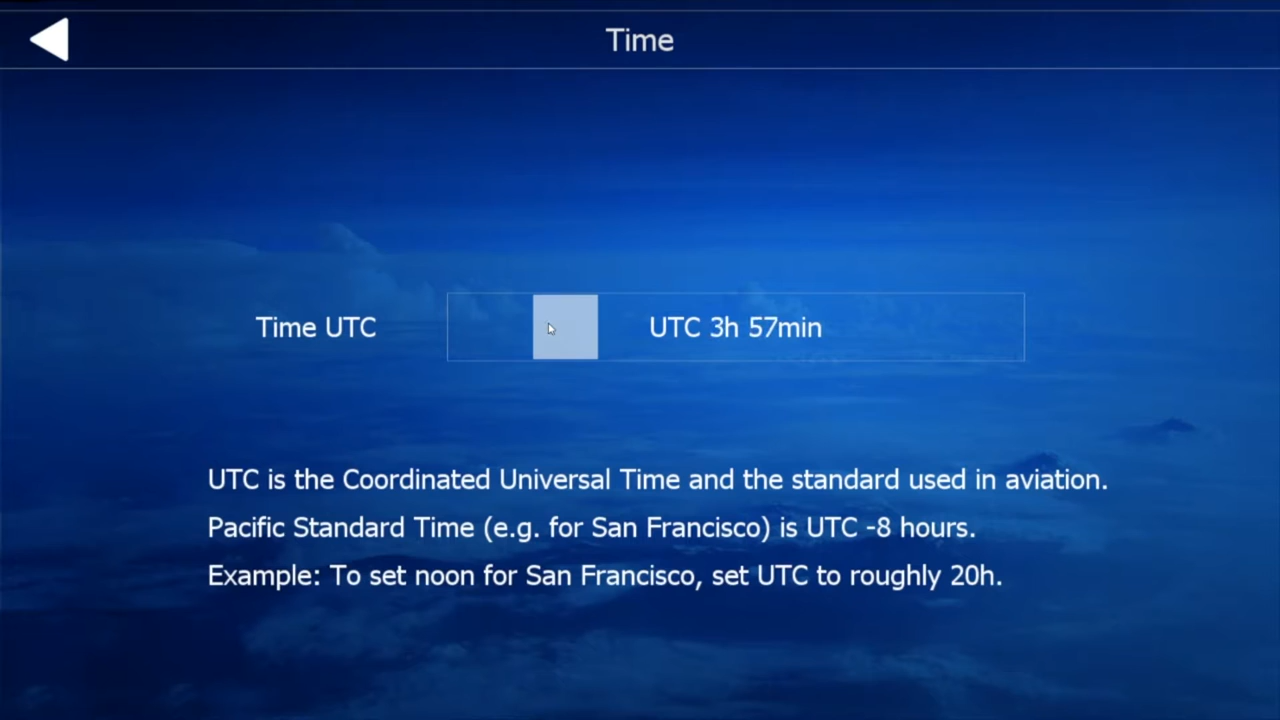 Time
Time UTC
UTC 3h 57min
UTC is the Coordinated Universal Time and the standard used in aviation.
Pacific Standard Time (e.g. for San Francisco) is UTC -8 hours.
Example: To set noon for San Francisco, set UTC to roughly 20h.